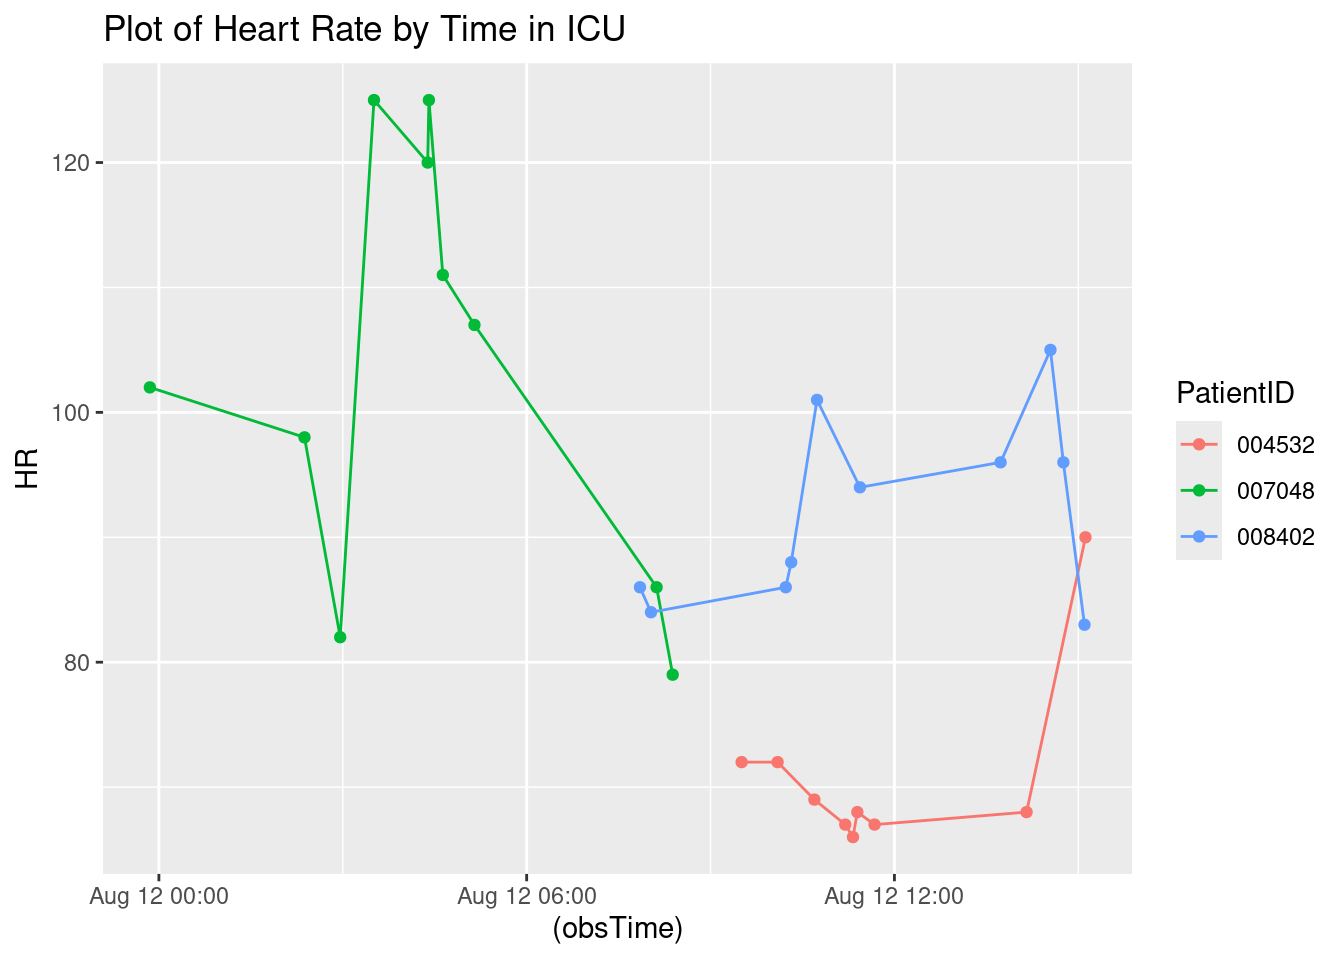 Plot of Heart Rate by Time in ICU
120
100
80
HR
Aug 12 00:00
Aug 12 06:00
Aug 12 12:00
(obsTime)
PatientID
004532
007048
008402